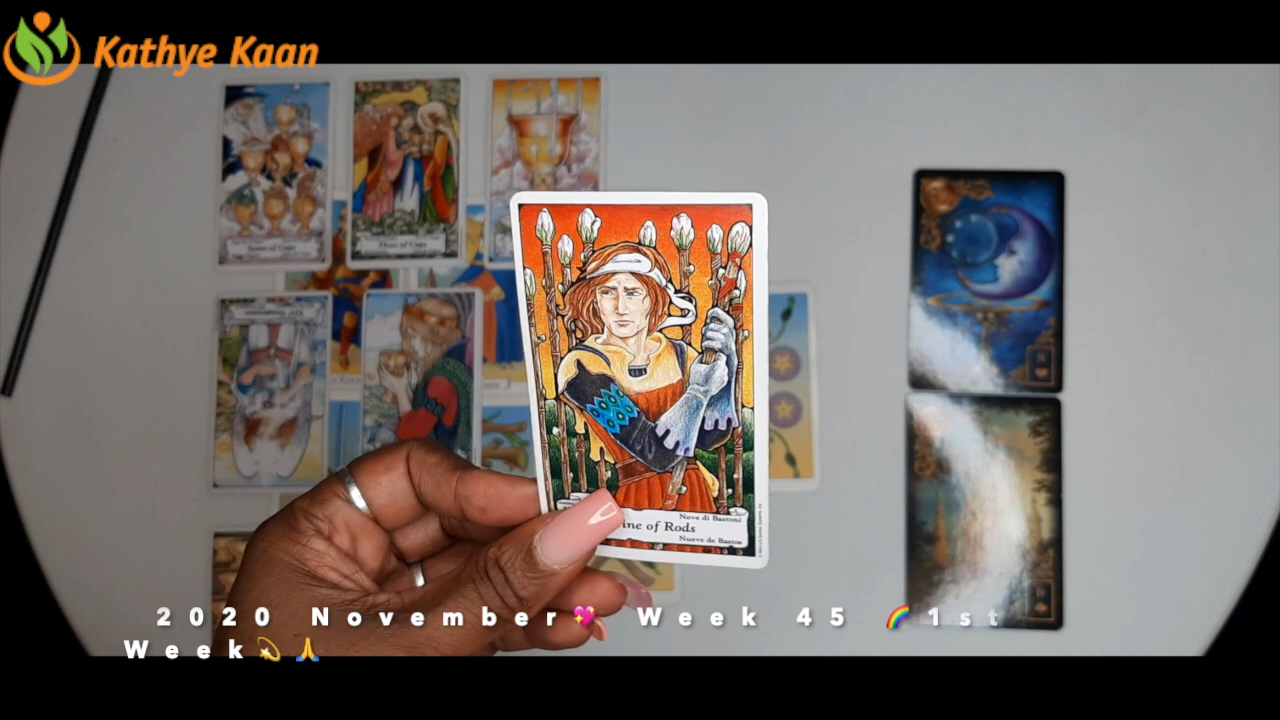 Kathye Kaan
Seven of Cups
Three of Cups
Nove di Bastoni
ine of Rods
Nueve de Bastos
2020 November💖 Week 45 🌈1st
Week💫🙏